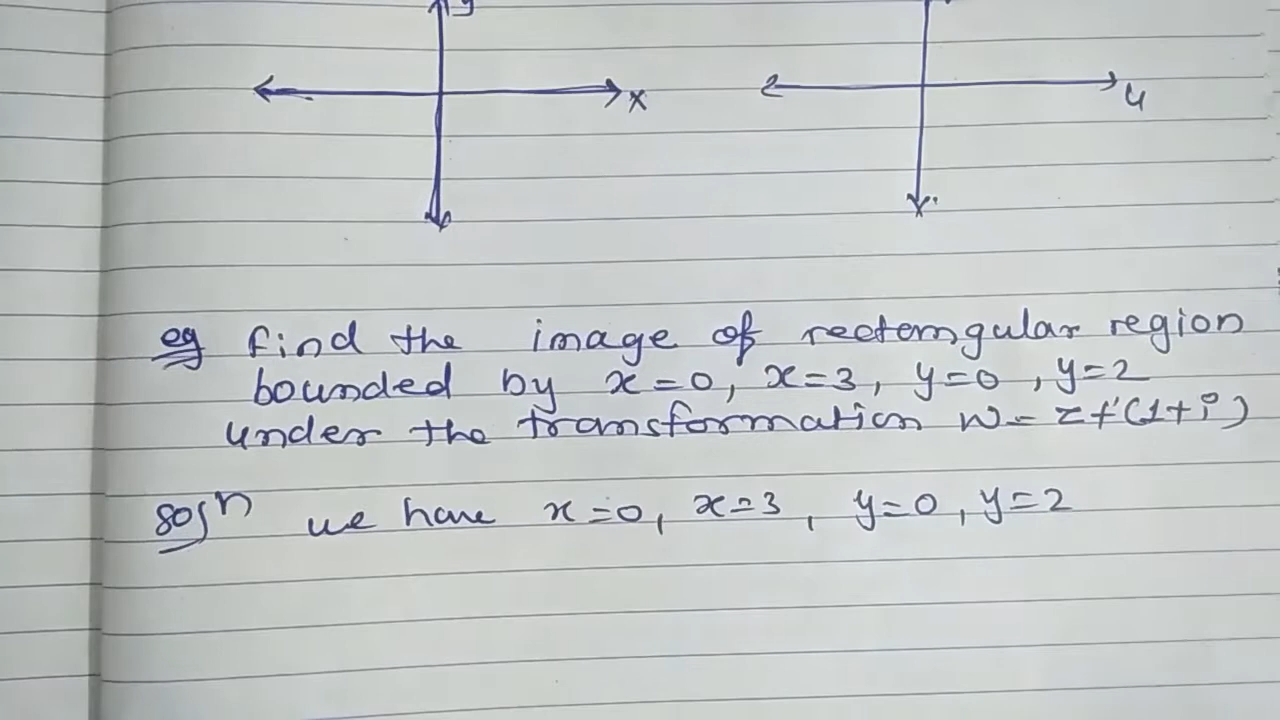 y
x
u
eg find the image of rectangular region
bounded by x=0, x=3, y=0, y=2
under the transformation w=z+(1+i)
soln we have x=0, x=3, y=0, y=2